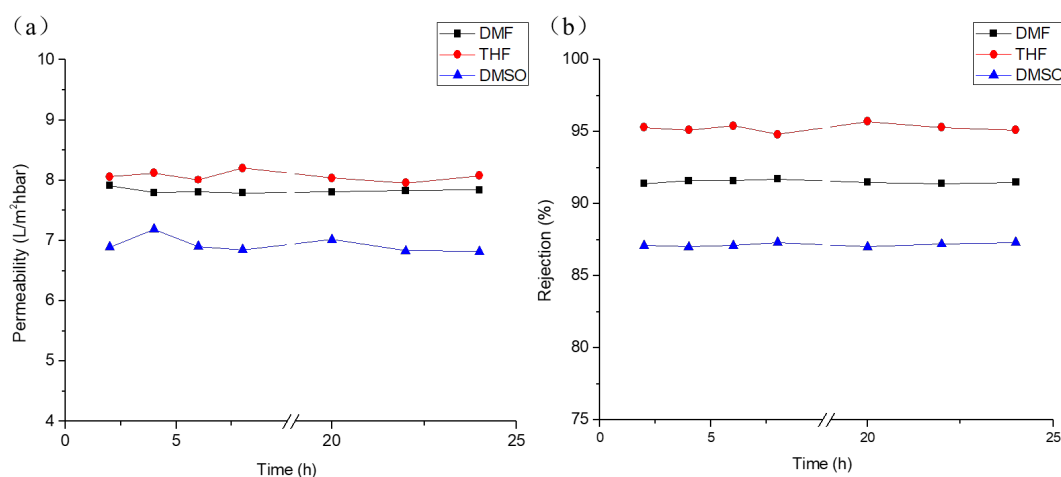 (a)
DMF
THF
DMSO
10
9
8
7
6
5
4
Permeability (L/m²hbar)
0
5
20
25
Time (h)
(b)
DMF
THF
DMSO
100
95
90
85
80
75
Rejection (%)
0
5
20
25
Time (h)